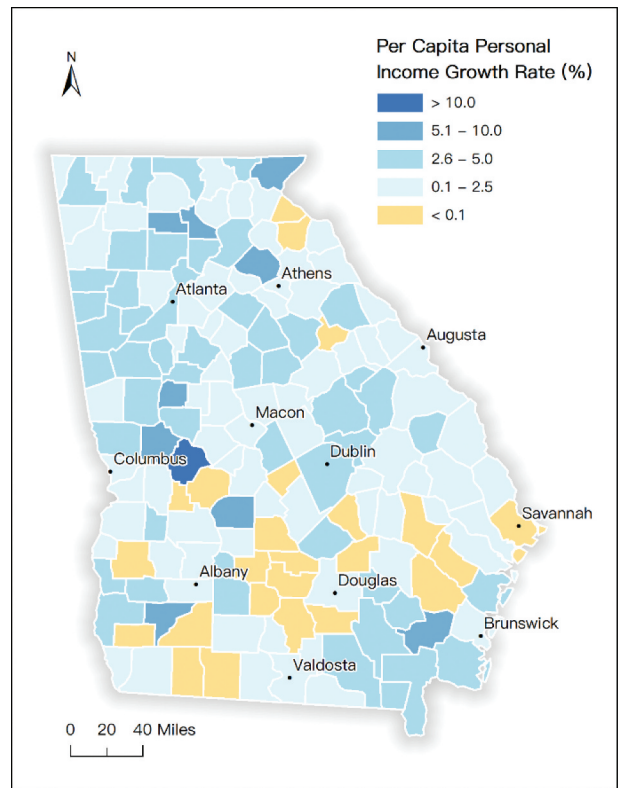 N
Per Capita Personal
Income Growth Rate (%)
> 10.0
5.1 – 10.0
2.6 – 5.0
0.1 – 2.5
< 0.1
Athens
Atlanta
Augusta
Macon
Columbus
Dublin
Savannah
Albany
Douglas
Brunswick
Valdosta
0 20 40 Miles